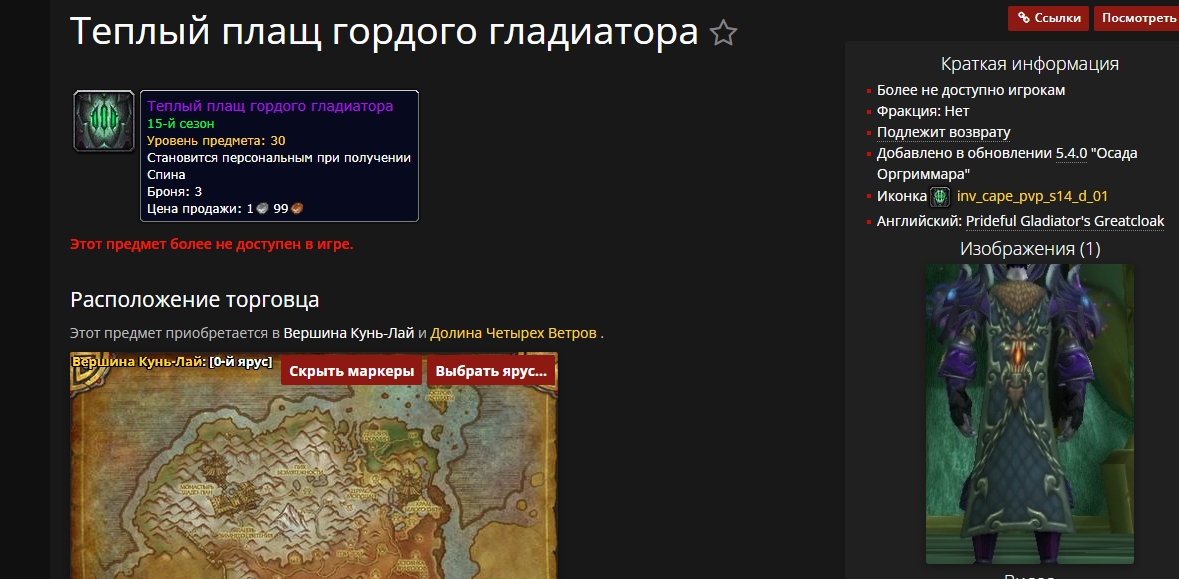 Теплый плащ гордого гладиатора
Ссылки
Посмотреть
Теплый плащ гордого гладиатора
15-й сезон
Уровень предмета: 30
Становится персональным при получении
Спина
Броня: 3
Цена продажи: 1 99
Этот предмет более не доступен в игре.
Расположение торговца
Этот предмет приобретается в Вершина Кунь-Лай и Долина Четырех Ветров .
Вершина Кунь-Лай: [0-й ярус]
Скрыть маркеры
Выбрать ярус...
Краткая информация
Более не доступно игрокам
Фракция: Нет
Подлежит возврату
Добавлено в обновлении 5.4.0 "Осада
Оргриммара"
Иконка inv_cape_pvp_s14_d_01
Английский: Prideful Gladiator's Greatcloak
Изображения (1)